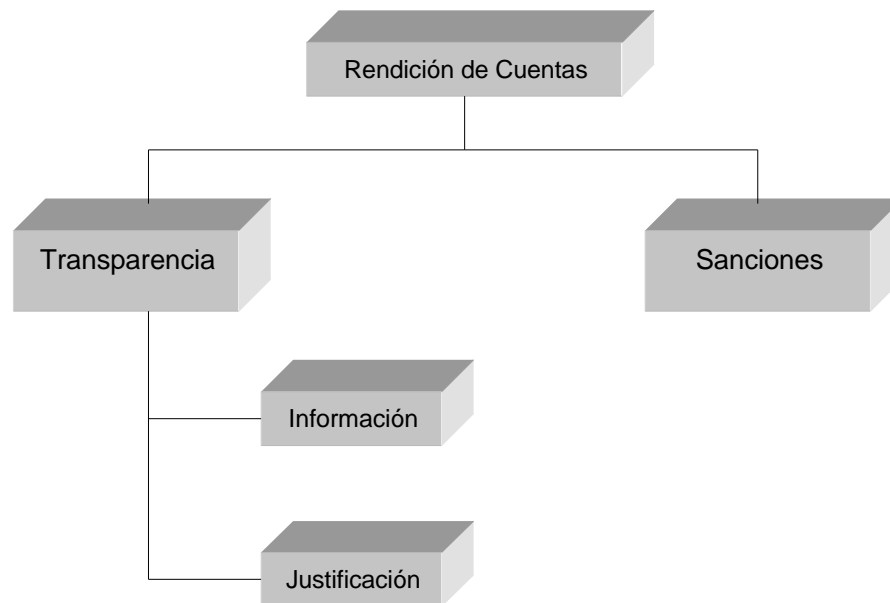 Rendición de Cuentas
Transparencia
Sanciones
Información
Justificación